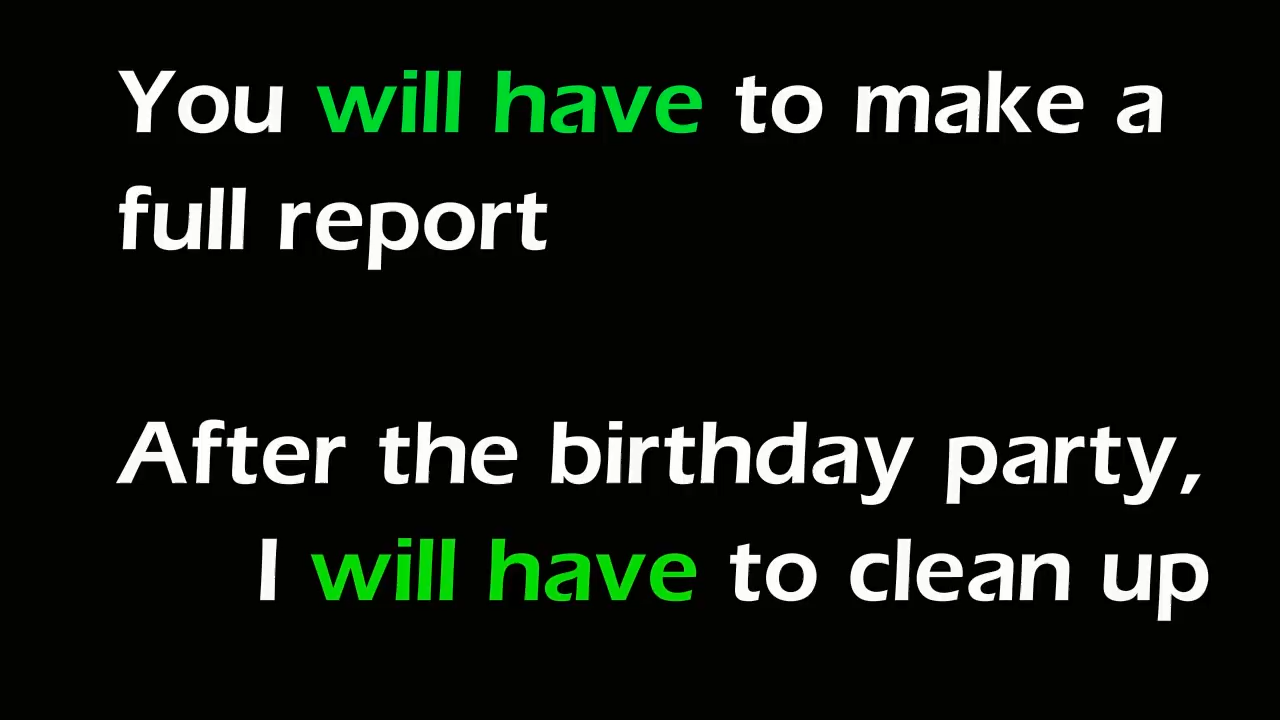 You will have to make a
full report
After the birthday party,
I will have to clean up